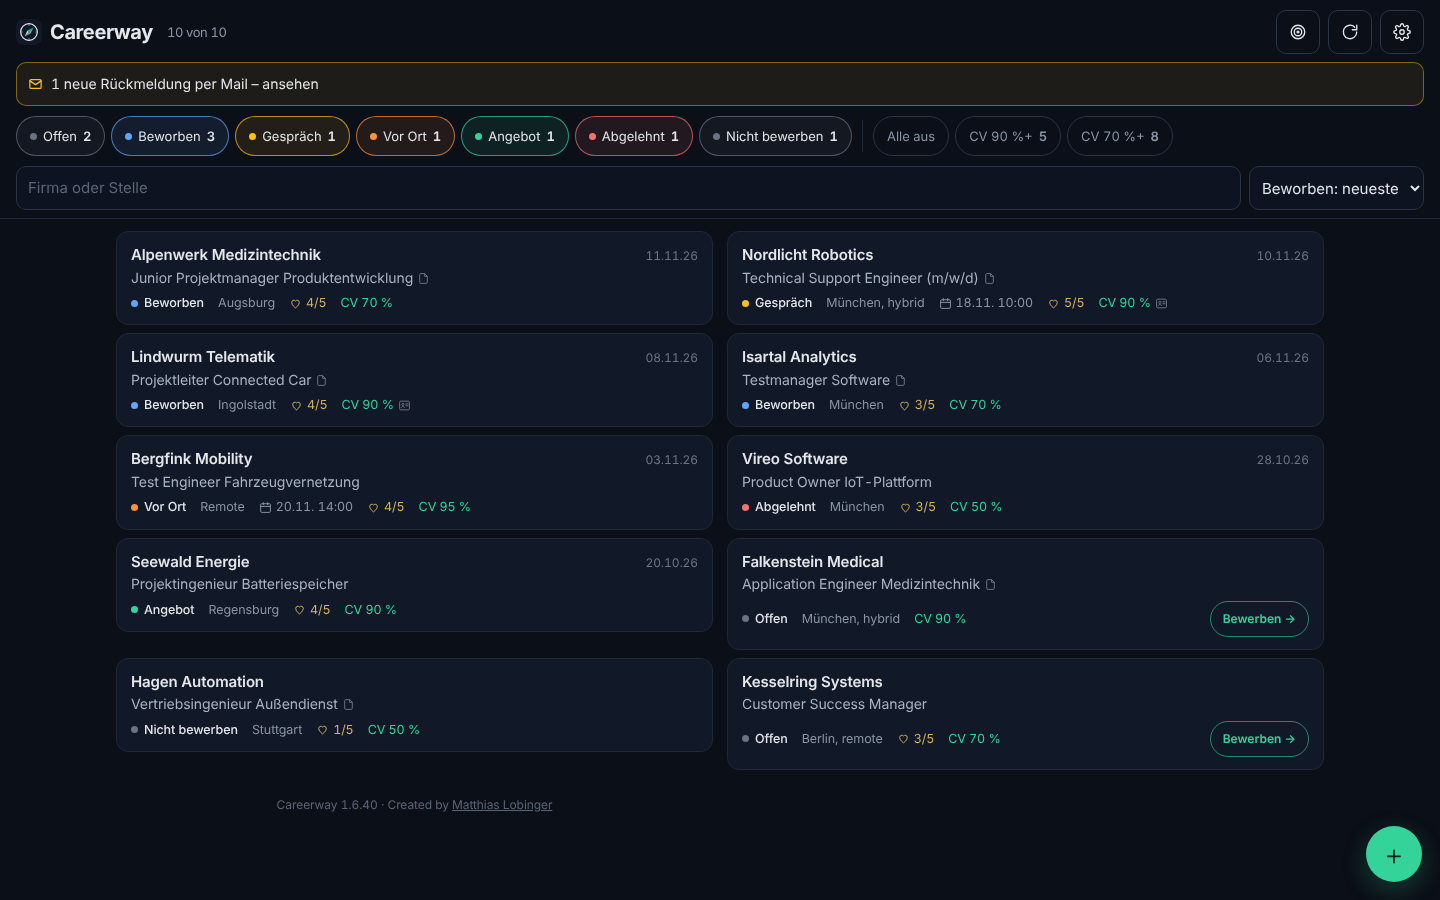 Careerway 10 von 10
1 neue Rückmeldung per Mail – ansehen
Offen 2 Beworben 3 Gespräch 1 Vor Ort 1 Angebot 1 Abgelehnt 1 Nicht bewerben 1 Alle aus CV 90 %+ 5 CV 70 %+ 8
Firma oder Stelle Beworben: neueste
Alpenwerk Medizintechnik 11.11.26
Junior Projektmanager Produktentwicklung
Beworben Augsburg 4/5 CV 70 %
Nordlicht Robotics 10.11.26
Technical Support Engineer (m/w/d)
Gespräch München, hybrid 18.11. 10:00 5/5 CV 90 %
Lindwurm Telematik 08.11.26
Projektleiter Connected Car
Beworben Ingolstadt 4/5 CV 90 %
Isartal Analytics 06.11.26
Testmanager Software
Beworben München 3/5 CV 70 %
Bergfink Mobility 03.11.26
Test Engineer Fahrzeugvernetzung
Vor Ort Remote 20.11. 14:00 4/5 CV 95 %
Vireo Software 28.10.26
Product Owner IoT-Plattform
Abgelehnt München 3/5 CV 50 %
Seewald Energie 20.10.26
Projektingenieur Batteriespeicher
Angebot Regensburg 4/5 CV 90 %
Falkenstein Medical
Application Engineer Medizintechnik
Offen München, hybrid CV 90 % Bewerben →
Hagen Automation
Vertriebsingenieur Außendienst
Nicht bewerben Stuttgart 1/5 CV 50 %
Kesselring Systems
Customer Success Manager
Offen Berlin, remote 3/5 CV 70 % Bewerben →
Careerway 1.6.40 · Created by Matthias Lobinger
+